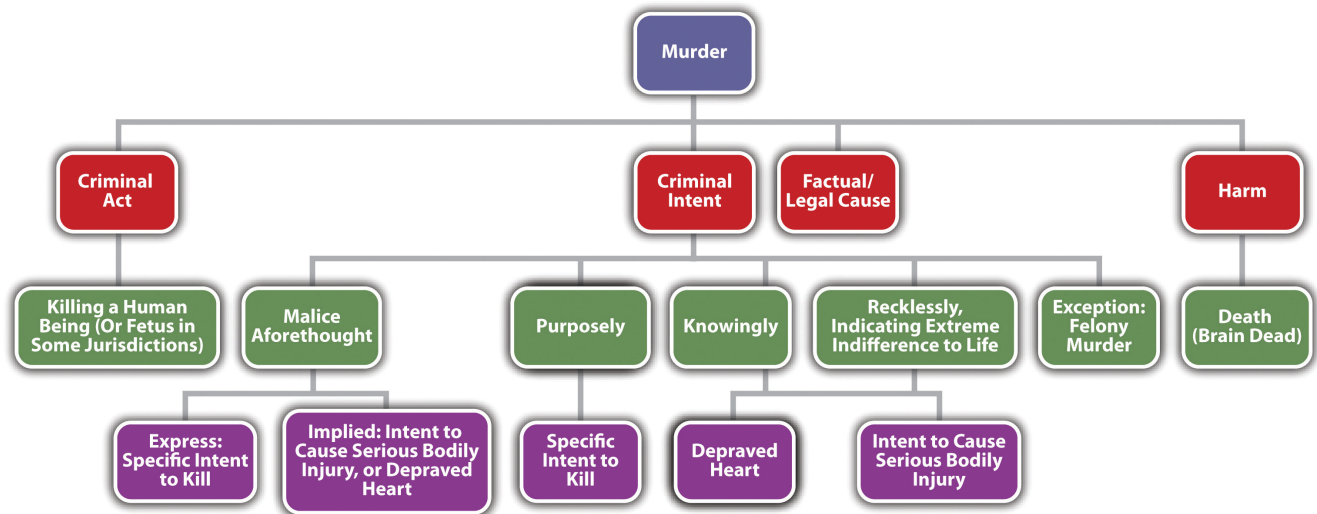 Murder
Criminal
Act
Criminal
Intent
Factual/
Legal Cause
Harm
Killing a Human
Being (Or Fetus in
Some Jurisdictions)
Malice
Aforethought
Purposely
Knowingly
Recklessly,
Indicating Extreme
Indifference to Life
Exception:
Felony
Murder
Death
(Brain Dead)
Express:
Specific Intent
to Kill
Implied: Intent to
Cause Serious Bodily
Injury, or Depraved
Heart
Specific
Intent to
Kill
Depraved
Heart
Intent to Cause
Serious Bodily
Injury